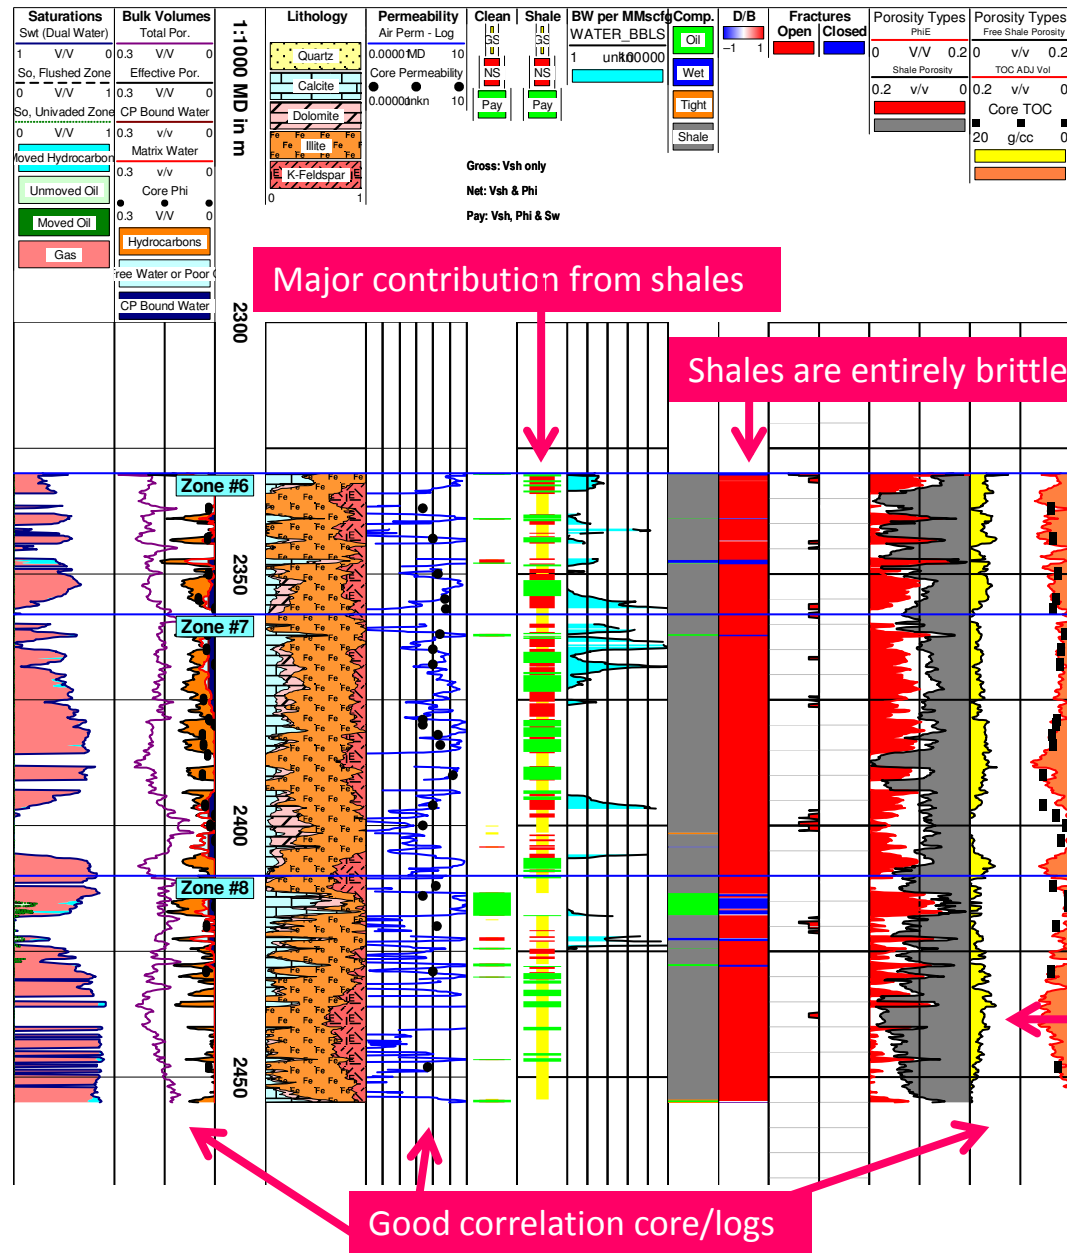 Saturations
Swt (Dual Water)
1 V/V 0
So, Flushed Zone
0 V/V 1
So, Univaded Zone
0 V/V 1
Moved Hydrocarbon
Unmoved Oil
Moved Oil
Gas
Bulk Volumes
Total Por.
0.3 V/V 0
Effective Por.
0.3 V/V 0
CP Bound Water
0.3 v/v 0
Matrix Water
0.3 v/v 0
Core Phi
0.3 V/V 0
Hydrocarbons
Free Water or Poor
CP Bound Water
1:1000 MD in m
Lithology
Quartz
Calcite
Dolomite
Illite
K-Feldspar
0 1
Permeability
Air Perm - Log
0.00001 MD 10
Core Permeability
0.00001 unkn 10
Clean
GS
NS
Pay
Shale
GS
NS
Pay
BW per MMscfg
WATER_BBLS
1 unkn 100000
Gross: Vsh only
Net: Vsh & Phi
Pay: Vsh, Phi & Sw
Comp.
Oil
Wet
Tight
Shale
D/B
-1 1
Fractures
Open Closed
Porosity Types
PhiE
0 V/V 0.2
Shale Porosity
0.2 v/v 0
Porosity Types
Free Shale Porosity
0 v/v 0.2
TOC ADJ Vol
0.2 v/v 0
Core TOC
20 g/cc 0
Major contribution from shales
Shales are entirely brittle
2300
Zone #6
2350
Zone #7
2400
Zone #8
2450
Good correlation core/logs